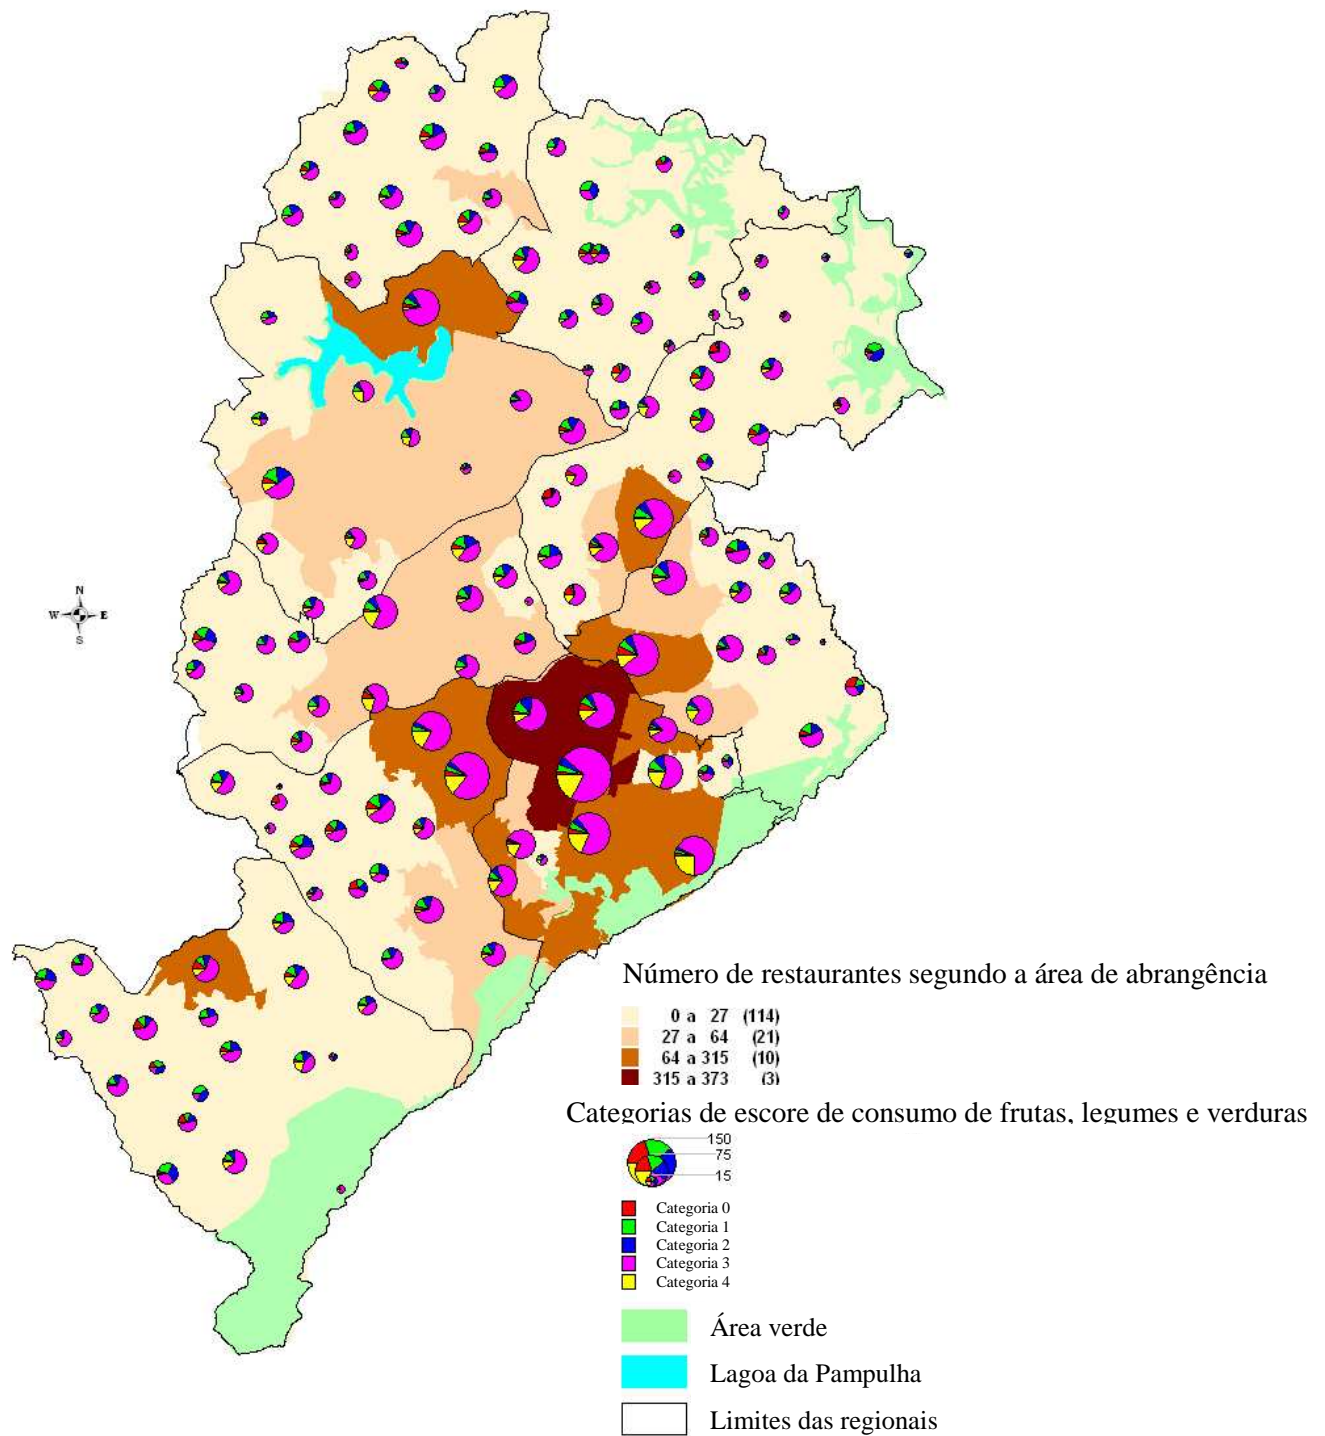 N
W E
S
Número de restaurantes segundo a área de abrangência
0 a 27 (114)
27 a 64 (21)
64 a 315 (10)
315 a 373 (3)
Categorias de escore de consumo de frutas, legumes e verduras
150
75
15
Categoria 0
Categoria 1
Categoria 2
Categoria 3
Categoria 4
Área verde
Lagoa da Pampulha
Limites das regionais